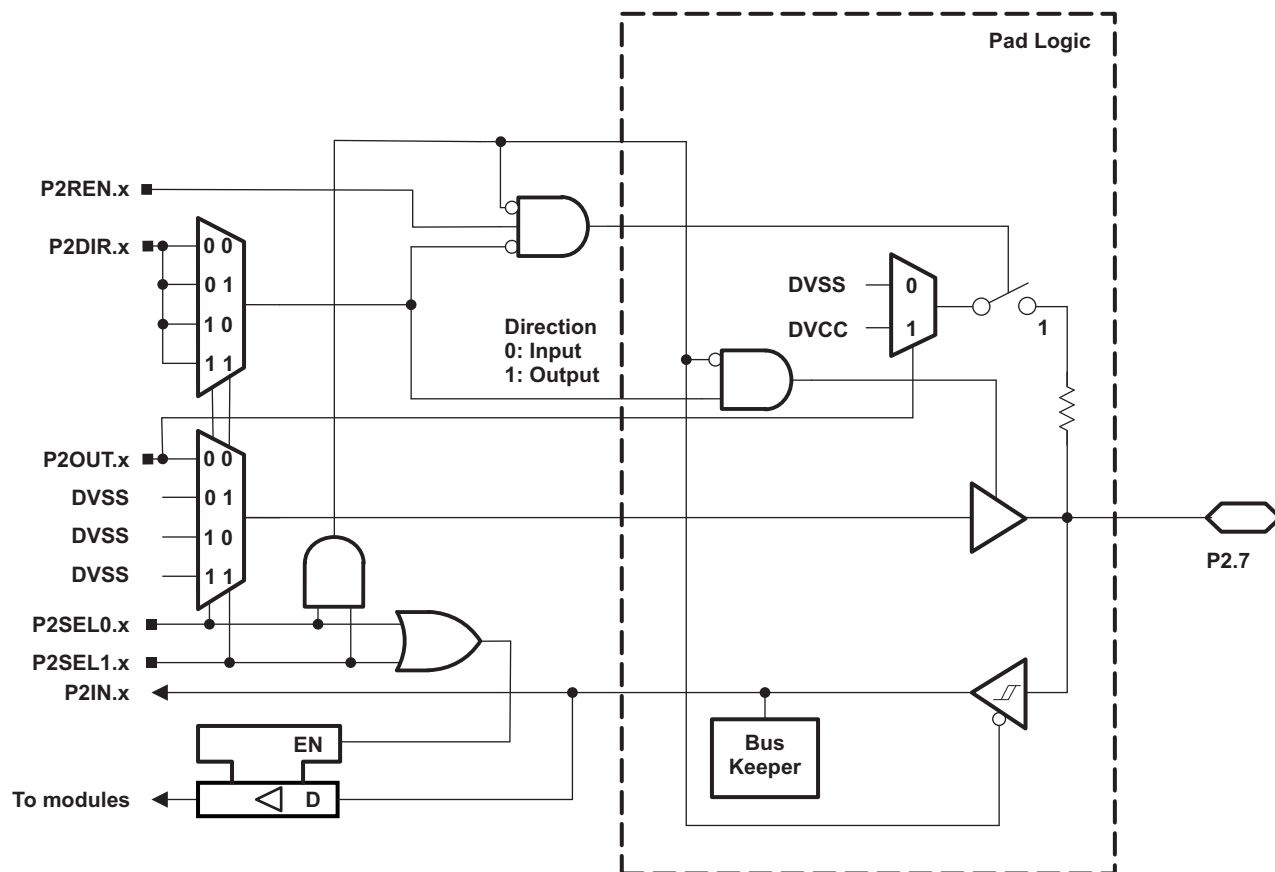 Pad Logic
P2REN.x
P2DIR.x
0 0
0 1
1 0
1 1
Direction
0: Input
1: Output
DVSS
0
DVCC
1
1
P2OUT.x
0 0
DVSS
0 1
DVSS
1 0
DVSS
1 1
P2.7
P2SEL0.x
P2SEL1.x
P2IN.x
EN
Bus
Keeper
To modules
D